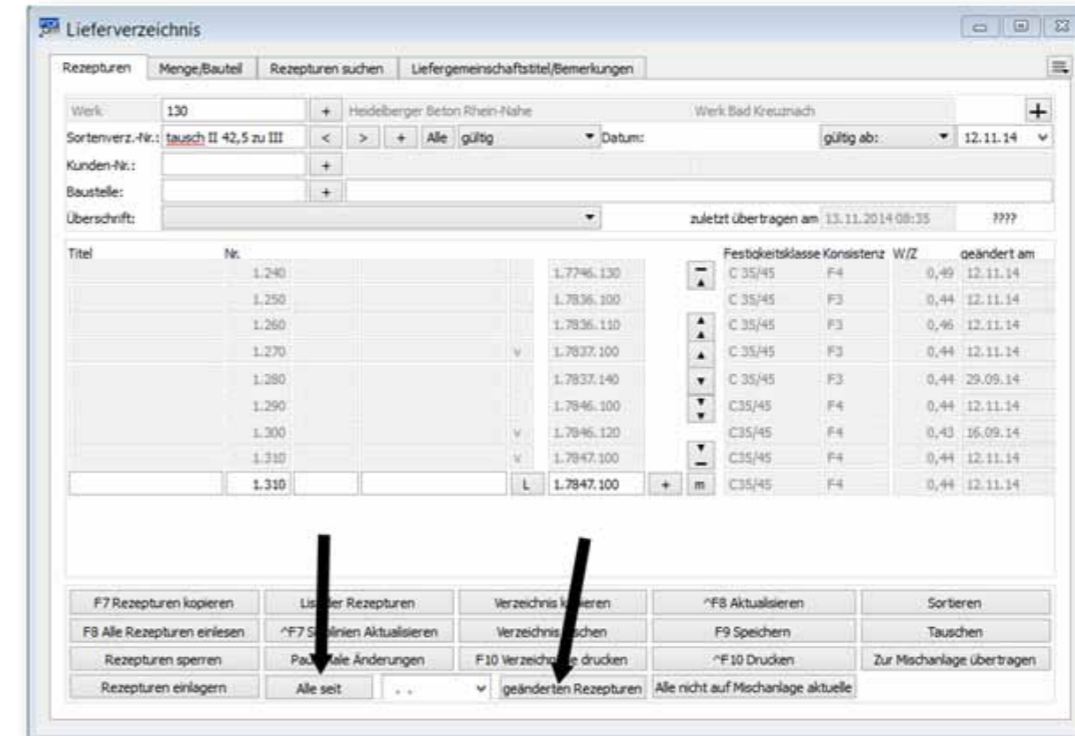 Lieferverzeichnis
Rezepturen Menge/Bauteil Rezepturen suchen Liefergemeinschaftstitel/Bemerkungen
Werk 130 + Heidelberger Beton Rhein-Nahe Werk Bad Kreuznach +
Sortenverz.-Nr.: tausch II 42,5 zu III < > + Alle gültig Datum: gültig ab: 12.11.14
Kunden-Nr.: +
Baustelle: +
Überschrift: zuletzt übertragen am 13.11.2014 08:35 ????
Titel Nr. Festigkeitsklasse Konsistenz W/Z geändert am
1.240 1.7746.130 C 35/45 F4 0,49 12.11.14
1.250 1.7836.100 C 35/45 F3 0,44 12.11.14
1.260 1.7836.110 C 35/45 F3 0,46 12.11.14
1.270 v 1.7837.100 C 35/45 F3 0,44 12.11.14
1.280 1.7837.140 C 35/45 F3 0,44 29.09.14
1.290 1.7846.100 C35/45 F4 0,44 12.11.14
1.300 v 1.7846.120 C35/45 F4 0,43 16.09.14
1.310 v 1.7847.100 C35/45 F4 0,44 12.11.14
1.310 L 1.7847.100 + m C35/45 F4 0,44 12.11.14
F7 Rezepturen kopieren Rezepturen Verzeichnis ^F8 Aktualisieren Sortieren
F8 Alle Rezepturen einlesen ^F7 Aktualisieren Verzeichnis F9 Speichern Tauschen
Rezepturen sperren Änderungen F10 drucken ^F10 Drucken Zur Mischanlage übertragen
Rezepturen einlagern Alle seit . . geänderten Rezepturen Alle nicht auf Mischanlage aktuelle